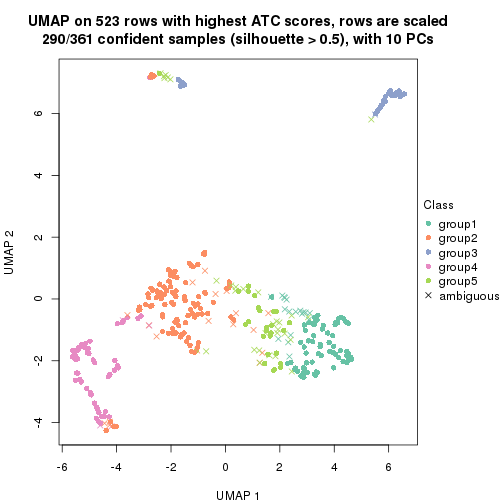 UMAP on 523 rows with highest ATC scores, rows are scaled
290/361 confident samples (silhouette > 0.5), with 10 PCs
6
4
2
0
-2
-4
UMAP 2
-6
-4
-2
0
2
4
6
UMAP 1
Class
group1
group2
group3
group4
group5
ambiguous